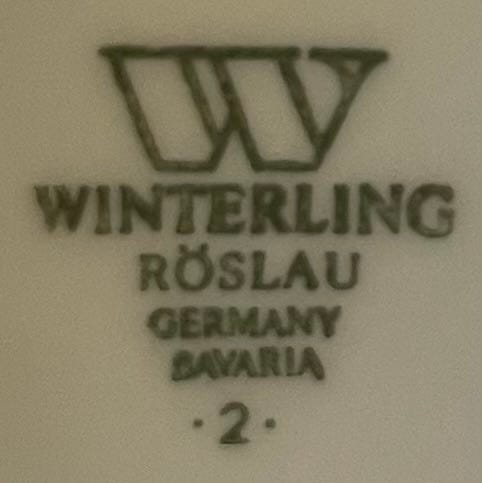 W
WINTERLING
RÖSLAU
GERMANY
BAVARIA
·2·